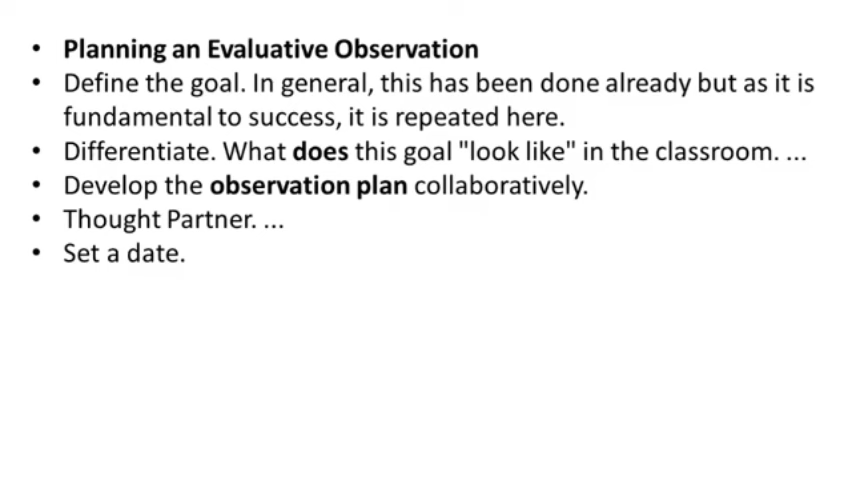 • Planning an Evaluative Observation
• Define the goal. In general, this has been done already but as it is
fundamental to success, it is repeated here.
• Differentiate. What does this goal "look like" in the classroom. ...
• Develop the observation plan collaboratively.
• Thought Partner. ...
• Set a date.